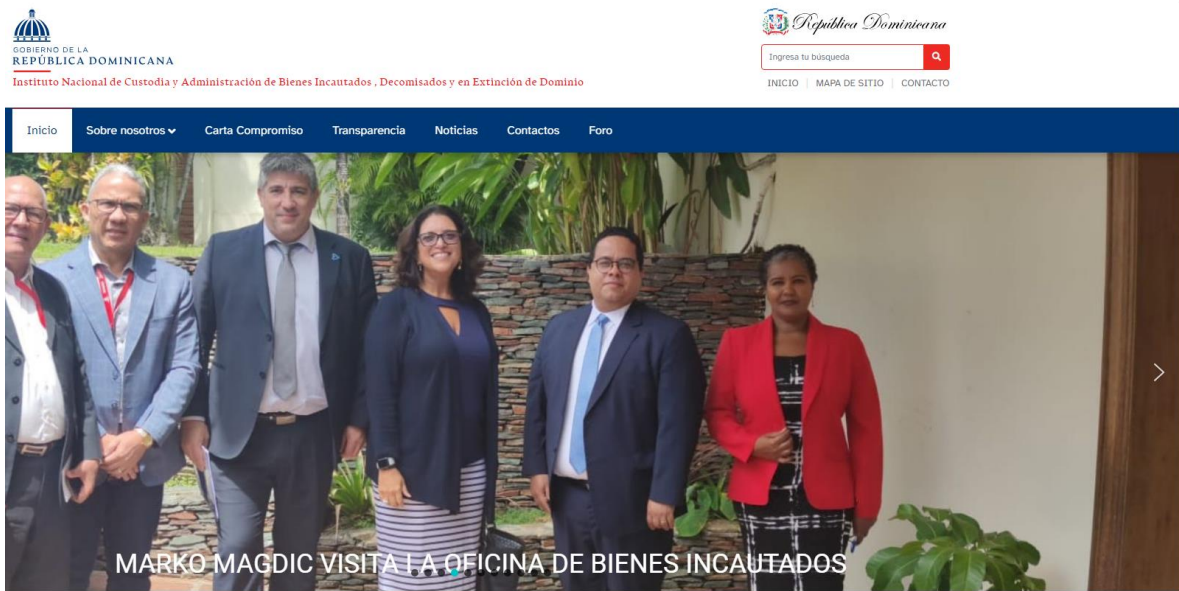 GOBIERNO DE LA
REPÚBLICA DOMINICANA
Instituto Nacional de Custodia y Administración de Bienes Incautados , Decomisados y en Extinción de Dominio
República Dominicana
Ingresa tu búsqueda
INICIO | MAPA DE SITIO | CONTACTO
Inicio Sobre nosotros Carta Compromiso Transparencia Noticias Contactos Foro
MARKO MAGDIC VISITA LA OFICINA DE BIENES INCAUTADOS